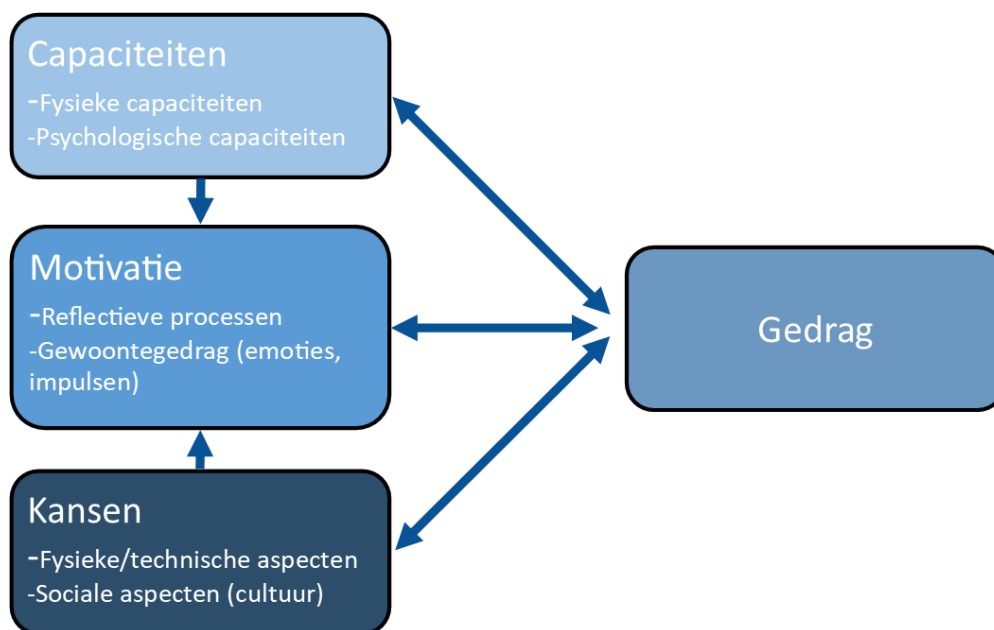 Capaciteiten
-Fysieke capaciteiten
-Psychologische capaciteiten
Motivatie
-Reflectieve processen
-Gewoontegedrag (emoties,
impulsen)
Gedrag
Kansen
-Fysieke/technische aspecten
-Sociale aspecten (cultuur)